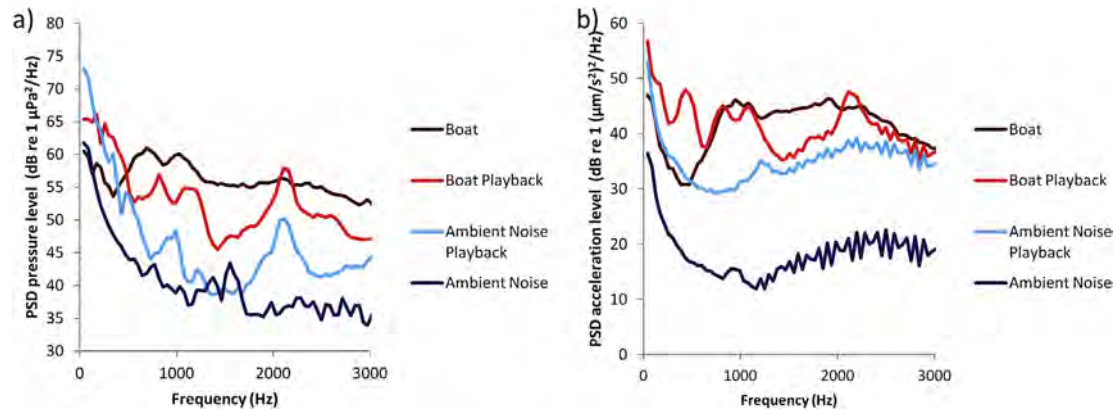 a)
PSD pressure level (dB re 1 µPa²/Hz)
80
75
70
65
60
55
50
45
40
35
30
0
1000
2000
3000
Frequency (Hz)
Boat
Boat Playback
Ambient Noise
Playback
Ambient Noise
b)
PSD acceleration level (dB re 1 (µm/s²)²/Hz)
60
50
40
30
20
10
0
0
1000
2000
3000
Frequency (Hz)
Boat
Boat Playback
Ambient Noise
Playback
Ambient Noise